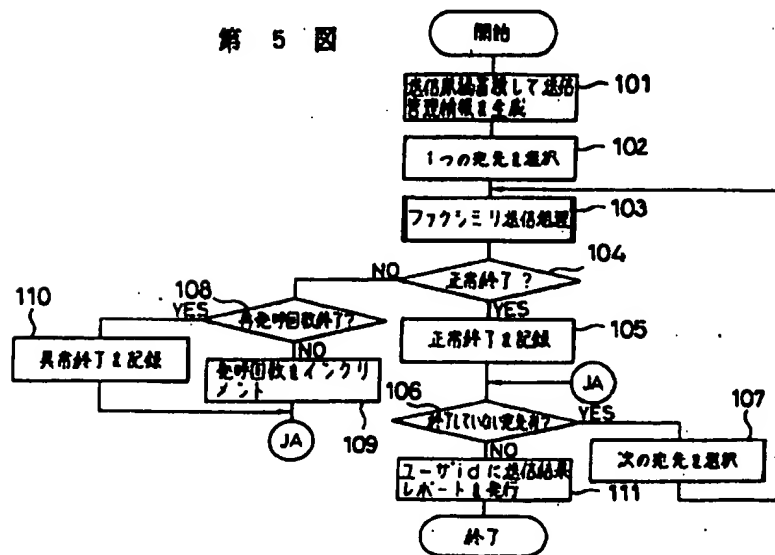 第 5 図
開始
送信原稿蓄積して送信
管理情報を生成
101
1つの宛先を選択
102
ファクシミリ送信処理
103
104
正常終了?
NO
YES
108
再発呼回数終了?
YES
NO
110
異常終了を記録
正常終了を記録
105
発呼回数をインクリ
メント
109
JA
JA
106
終了していない宛先有?
YES
NO
107
次の宛先を選択
ユーザidに送信結果
レポートを発行
111
終了